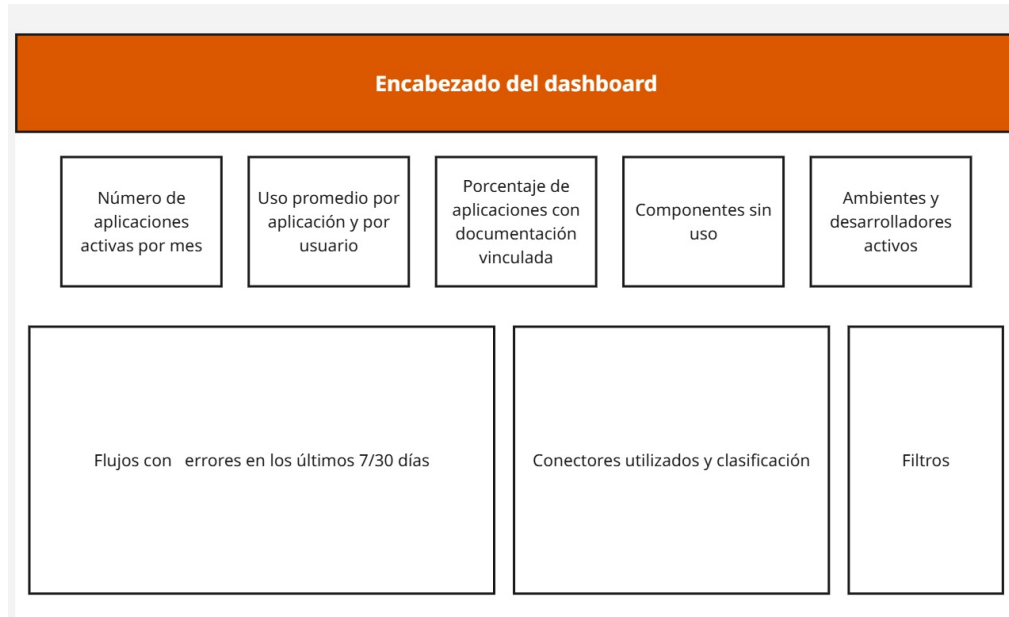 Encabezado del dashboard
Número de
aplicaciones
activas por mes
Uso promedio por
aplicación y por
usuario
Porcentaje de
aplicaciones con
documentación
vinculada
Componentes sin
uso
Ambientes y
desarrolladores
activos
Flujos con   errores en los últimos 7/30 días
Conectores utilizados y clasificación
Filtros